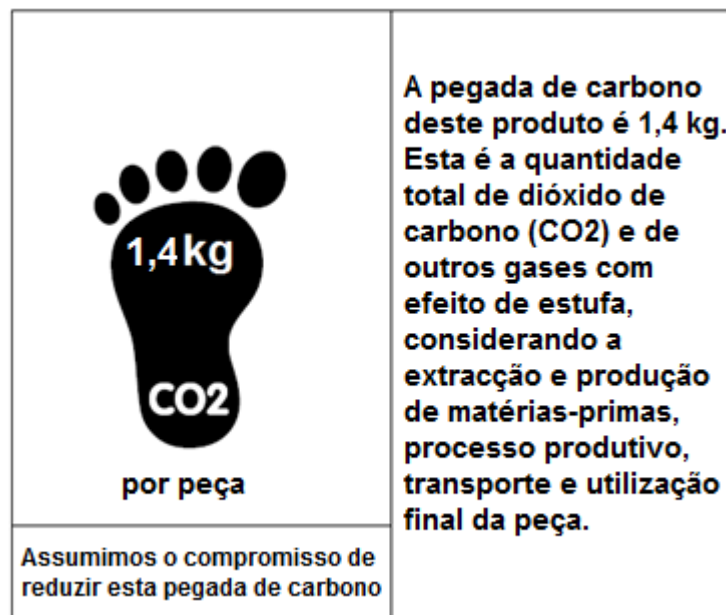 1,4 kg
CO2
por peça
Assumimos o compromisso de
reduzir esta pegada de carbono
A pegada de carbono
deste produto é 1,4 kg.
Esta é a quantidade
total de dióxido de
carbono (CO2) e de
outros gases com
efeito de estufa,
considerando a
extracção e produção
de matérias-primas,
processo produtivo,
transporte e utilização
final da peça.